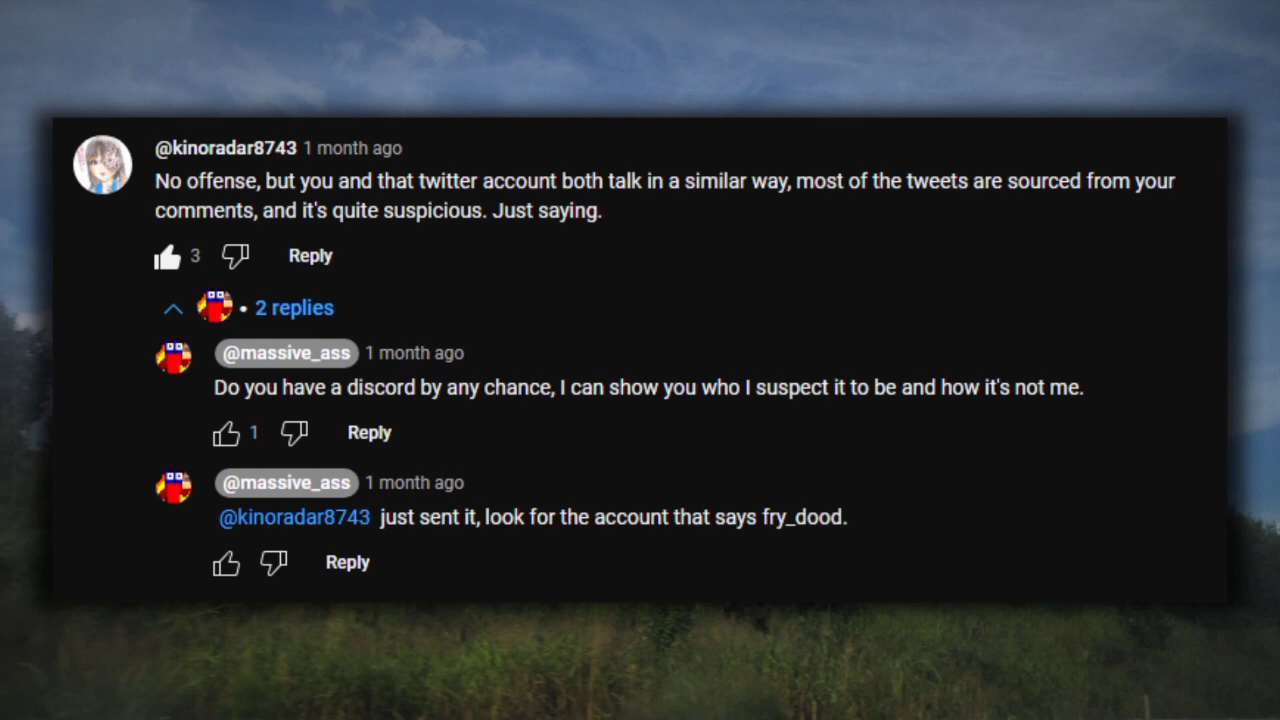 @kinoradar8743 1 month ago
No offense, but you and that twitter account both talk in a similar way, most of the tweets are sourced from your
comments, and it's quite suspicious. Just saying.
3 Reply
• 2 replies
@massive_ass 1 month ago
Do you have a discord by any chance, I can show you who I suspect it to be and how it's not me.
1 Reply
@massive_ass 1 month ago
@kinoradar8743 just sent it, look for the account that says fry_dood.
Reply